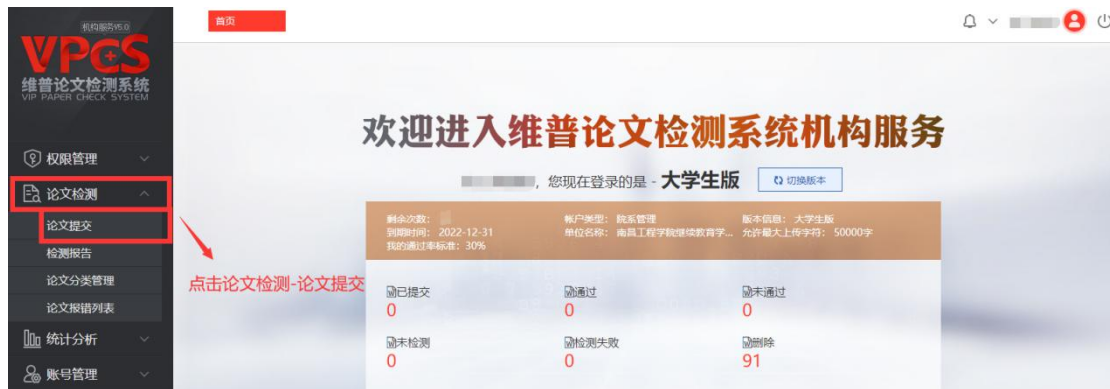 机构服务V5.0
VPCS
维普论文检测系统
VIP PAPER CHECK SYSTEM
权限管理
论文检测
论文提交
检测报告
论文分类管理
论文报错列表
统计分析
账号管理
首页
欢迎进入维普论文检测系统机构服务
，您现在登录的是 - 大学生版 切换版本
剩余次数： 帐户类型：院系管理 版本信息：大学生版
到期时间：2022-12-31 单位名称：南昌工程学院继续教育学... 允许最大上传字符：50000字
我的通过率标准：30%
点击论文检测-论文提交
已提交 通过 未通过
0 0 0
未检测 检测失败 删除
0 0 91